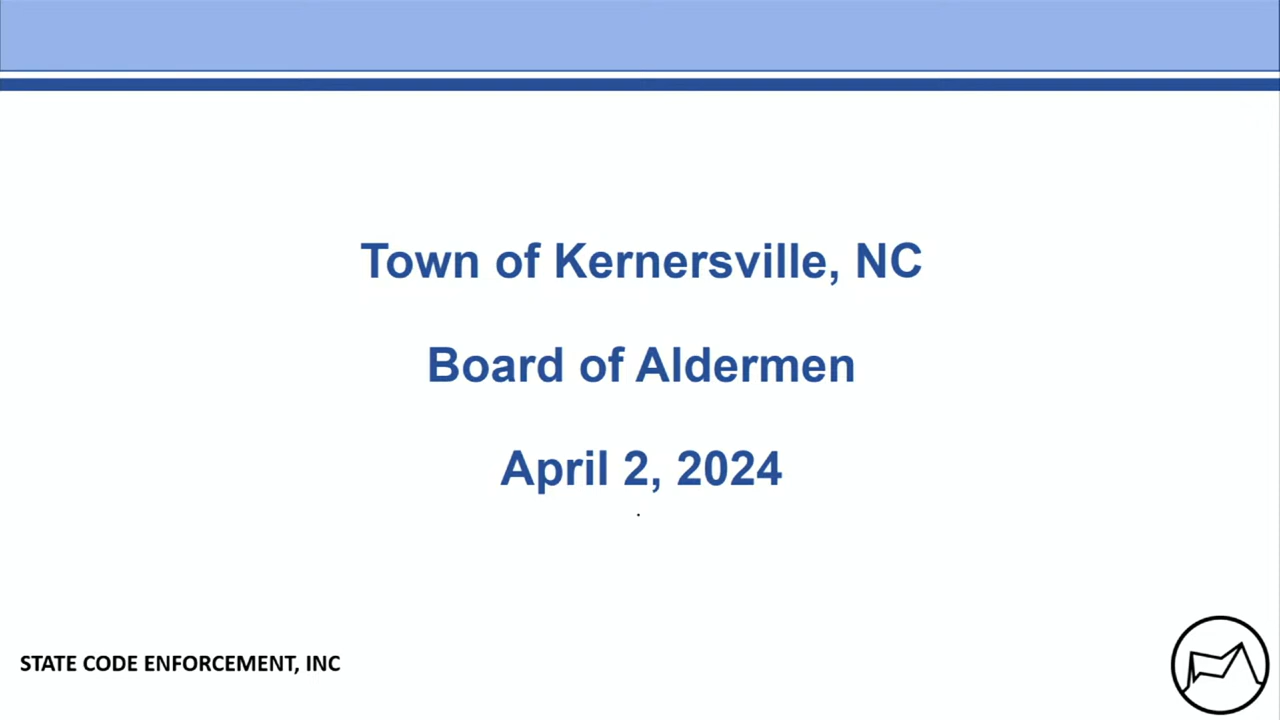 Town of Kernersville, NC
Board of Aldermen
April 2, 2024
.
STATE CODE ENFORCEMENT, INC